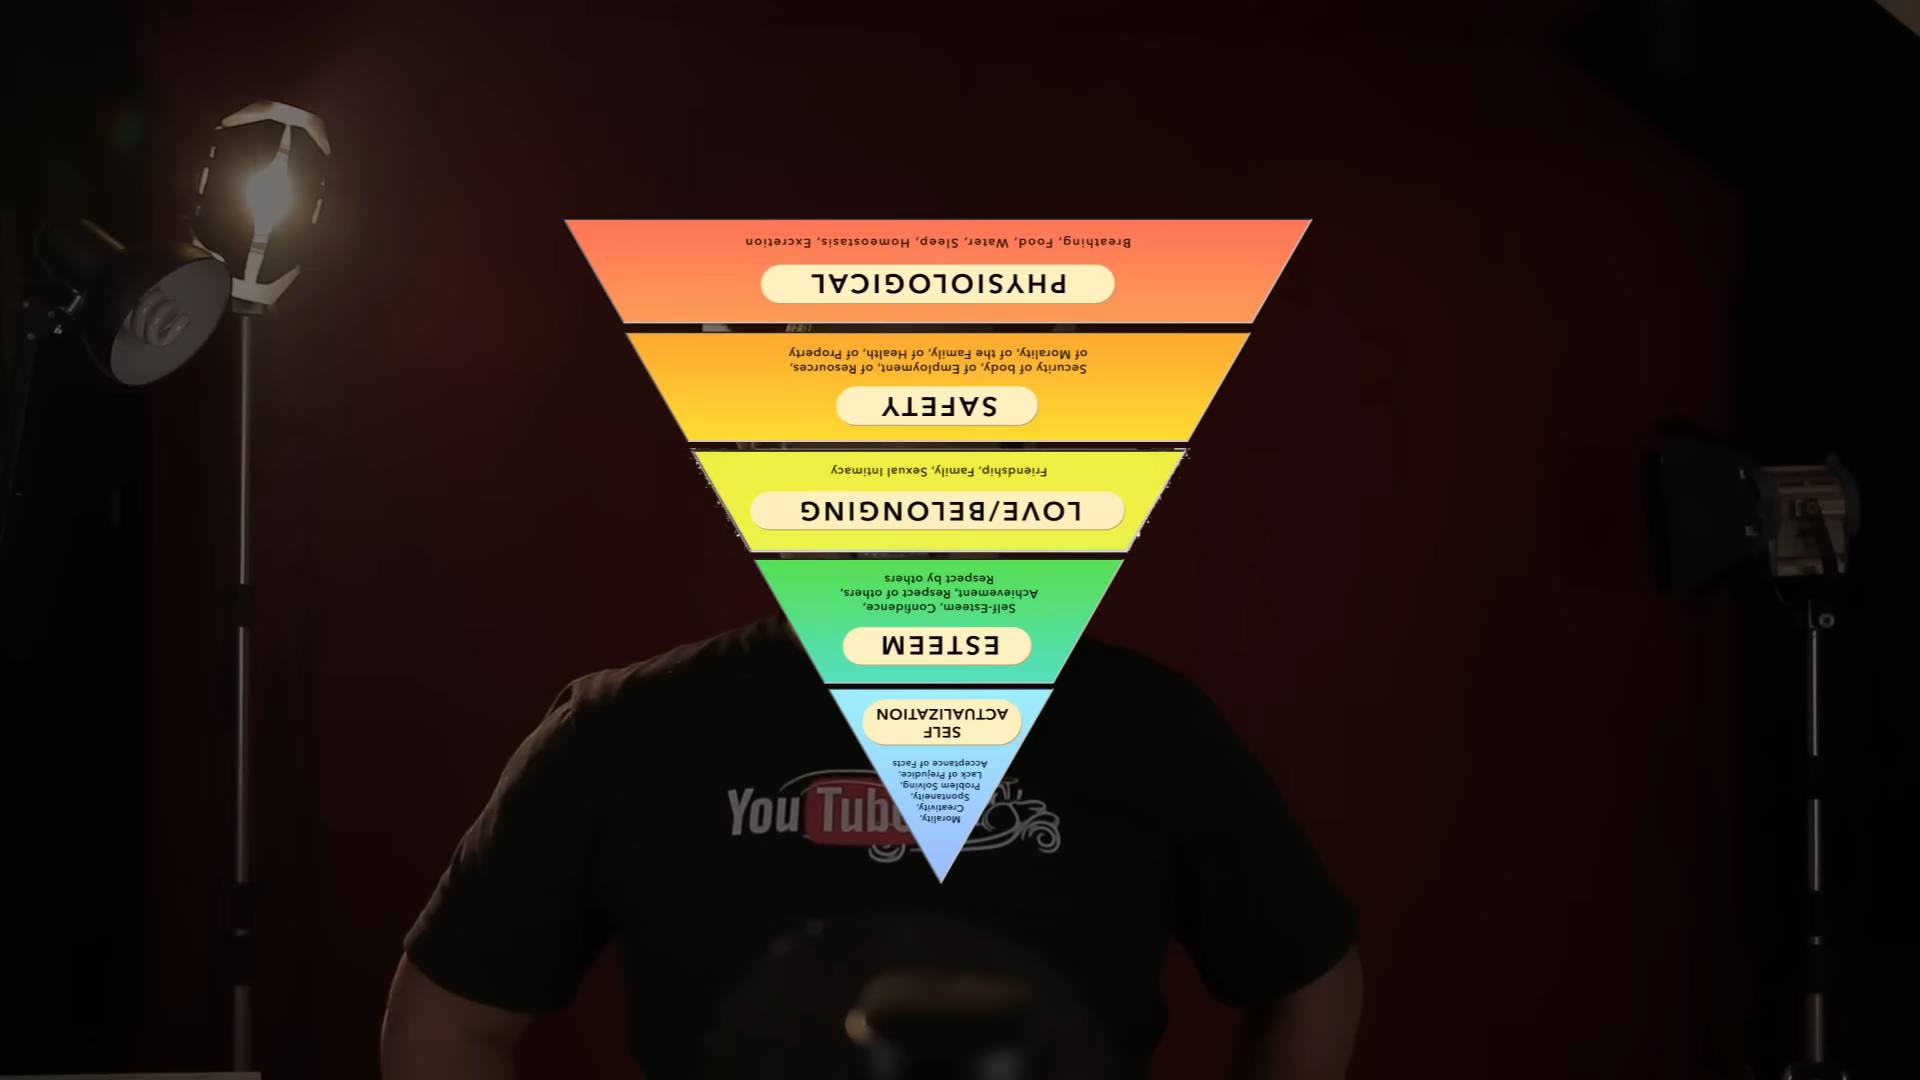 Morality,
Creativity,
Spontaneity,
Problem Solving,
Lack of Prejudice,
Acceptance of Facts
SELF
ACTUALIZATION
ESTEEM
Self-Esteem, Confidence,
Achievement, Respect of others,
Respect by others
LOVE/BELONGING
Friendship, Family, Sexual Intimacy
SAFETY
Security of body, of Employment, of Resources,
of Morality, of the Family, of Health, of Property
PHYSIOLOGICAL
Breathing, Food, Water, Sleep, Homeostasis, Excretion
You Tube